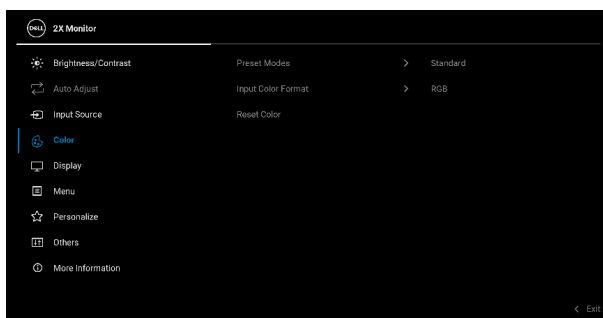 DELL 2X Monitor
Brightness/Contrast Preset Modes > Standard
Auto Adjust Input Color Format > RGB
Input Source Reset Color
Color
Display
Menu
Personalize
Others
More Information
< Exit